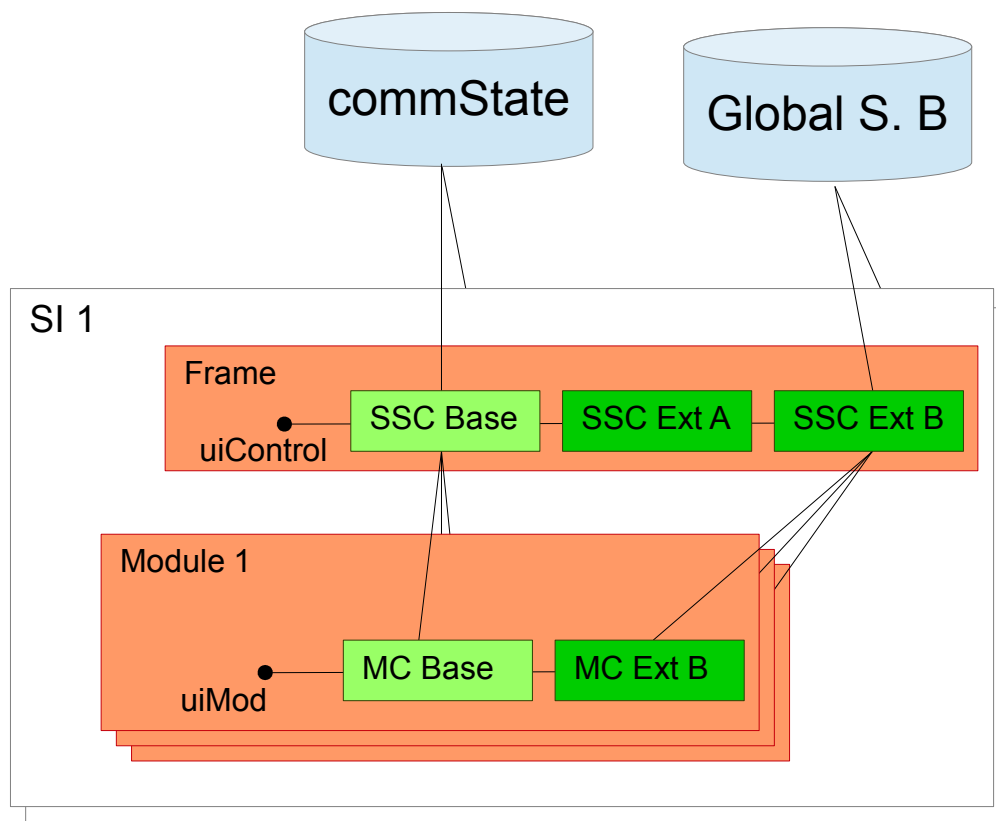 commState
Global S. B
SI 1
Frame
SSC Base
SSC Ext A
SSC Ext B
uiControl
Module 1
MC Base
MC Ext B
uiMod